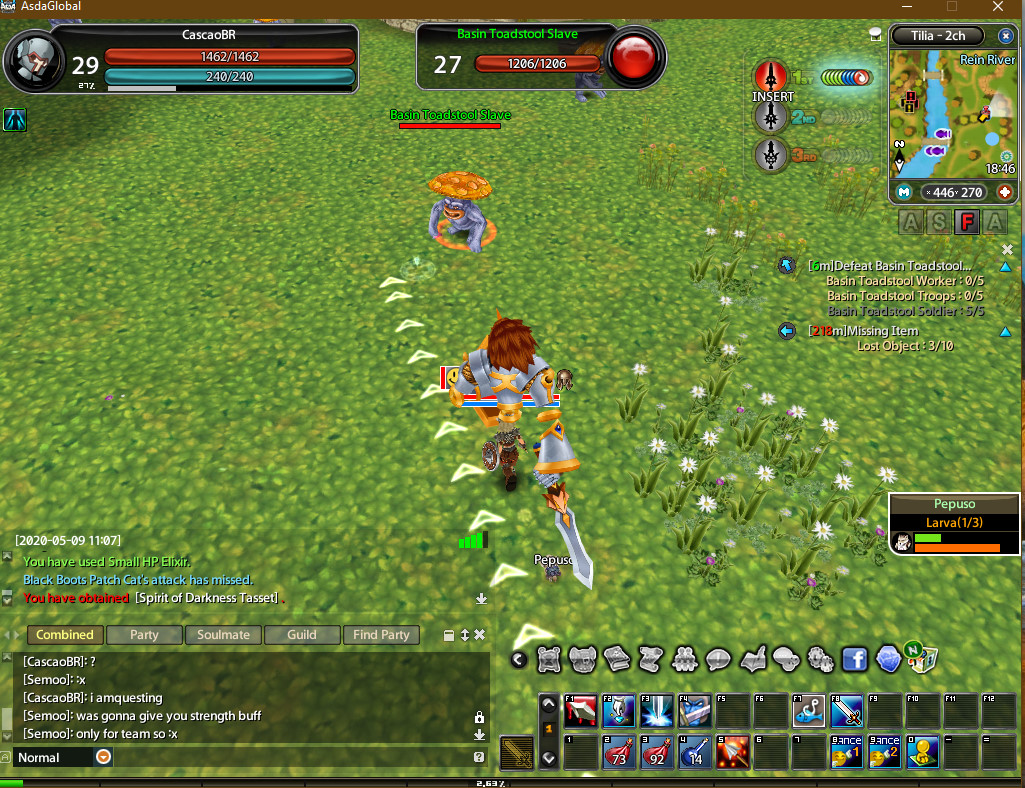 AsdaGlobal
CascaoBR
29
27%
1462/1462
240/240
Basin Toadstool Slave
27
1206/1206
Tilia - 2ch
Rein River
18:46
N
M
x 446 Y 270
1ST
INSERT
2ND
3RD
A S F A
Basin Toadstool Slave
[6m]Defeat Basin Toadstool...
Basin Toadstool Worker : 0/5
Basin Toadstool Troops : 0/5
Basin Toadstool Soldier : 5/5
[218m]Missing Item
Lost Object : 3/10
Pepuso
Larva(1/3)
Pepuso
[2020-05-09 11:07]
You have used Small HP Elixir.
Black Boots Patch Cat's attack has missed.
You have obtained [Spirit of Darkness Tasset] .
Combined Party Soulmate Guild Find Party
[CascaoBR]: ?
[Semoo]: :x
[CascaoBR]: i amquesting
[Semoo]: was gonna give you strength buff
[Semoo]: only for team so :x
Normal
?
f
N
F1 F2 F3 F4 F5 F6 F7 F8 F9 F10 F11 F12
1
1 2 3 4 5 6 7 0 - =
73 92 14 1 2
2,63%